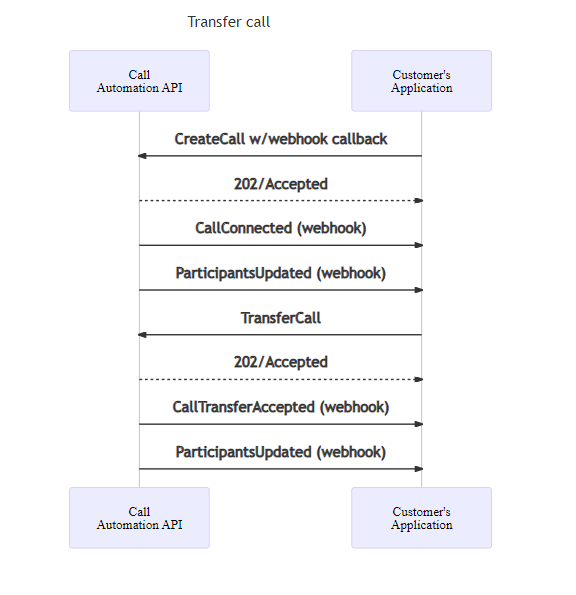 Transfer call
Call
Automation API
Customer's
Application
CreateCall w/webhook callback
202/Accepted
CallConnected (webhook)
ParticipantsUpdated (webhook)
TransferCall
202/Accepted
CallTransferAccepted (webhook)
ParticipantsUpdated (webhook)
Call
Automation API
Customer's
Application